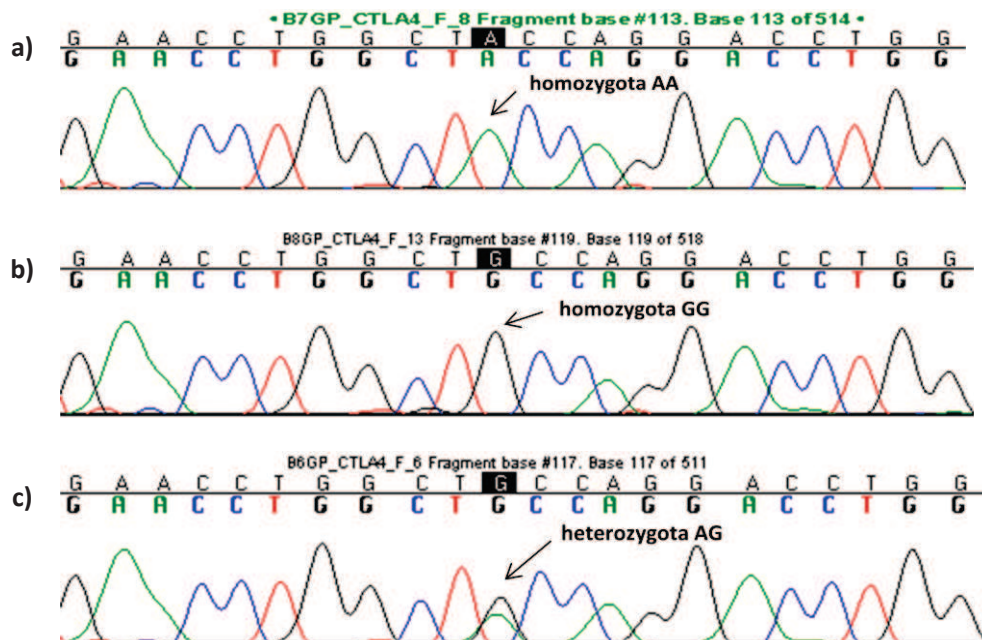 • B7GP_CTLA4_F_8 Fragment base #113. Base 113 of 514 •
a)
G A A C C T G G C T A C C A G G A C C T G G
G A A C C T G G C T A C C A G G A C C T G G
homozygota AA
B8GP_CTLA4_F_13 Fragment base #119. Base 119 of 518
b)
G A A C C T G G C T G C C A G G A C C T G G
G A A C C T G G C T G C C A G G A C C T G G
homozygota GG
B6GP_CTLA4_F_6 Fragment base #117. Base 117 of 511
c)
G A A C C T G G C T G C C A G G A C C T G G
G A A C C T G G C T G C C A G G A C C T G G
heterozygota AG